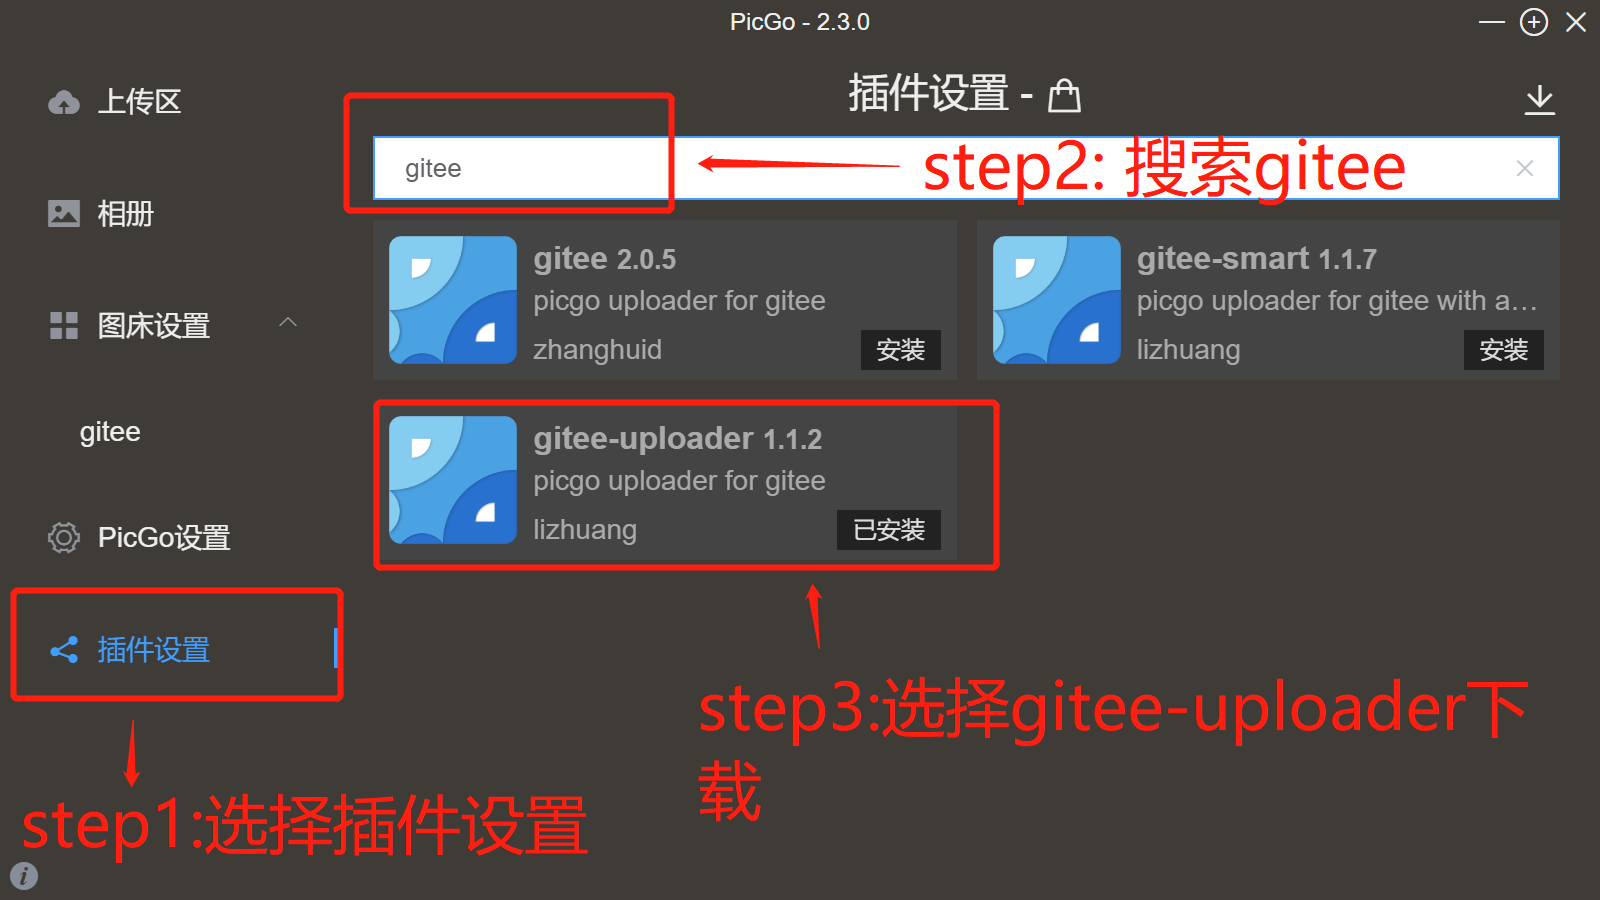 PicGo - 2.3.0
上传区
相册
图床设置
gitee
PicGo设置
插件设置
插件设置 -
gitee
step2: 搜索gitee
gitee 2.0.5
picgo uploader for gitee
zhanghuid
安装
gitee-smart 1.1.7
picgo uploader for gitee with a…
lizhuang
安装
gitee-uploader 1.1.2
picgo uploader for gitee
lizhuang
已安装
step3:选择gitee-uploader下
载
step1:选择插件设置
i